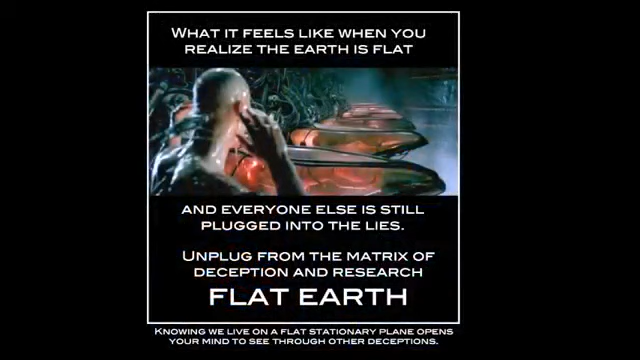 WHAT IT FEELS LIKE WHEN YOU
REALIZE THE EARTH IS FLAT
AND EVERYONE ELSE IS STILL
PLUGGED INTO THE LIES.
UNPLUG FROM THE MATRIX OF
DECEPTION AND RESEARCH
FLAT EARTH
KNOWING WE LIVE ON A FLAT STATIONARY PLANE OPENS
YOUR MIND TO SEE THROUGH OTHER DECEPTIONS.